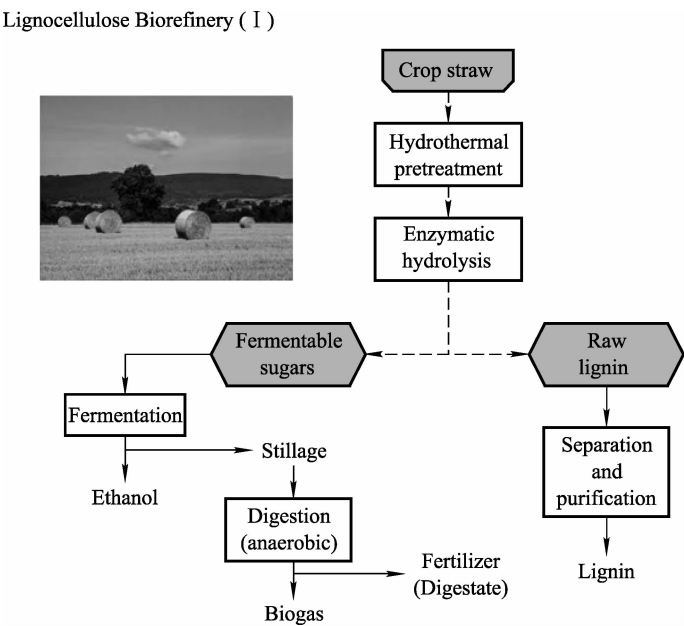 Lignocellulose Biorefinery ( Ⅰ )
Crop straw
Hydrothermal
pretreatment
Enzymatic
hydrolysis
Fermentable
sugars
Raw
lignin
Fermentation
Stillage
Ethanol
Separation
and
purification
Digestion
(anaerobic)
Fertilizer
(Digestate)
Lignin
Biogas